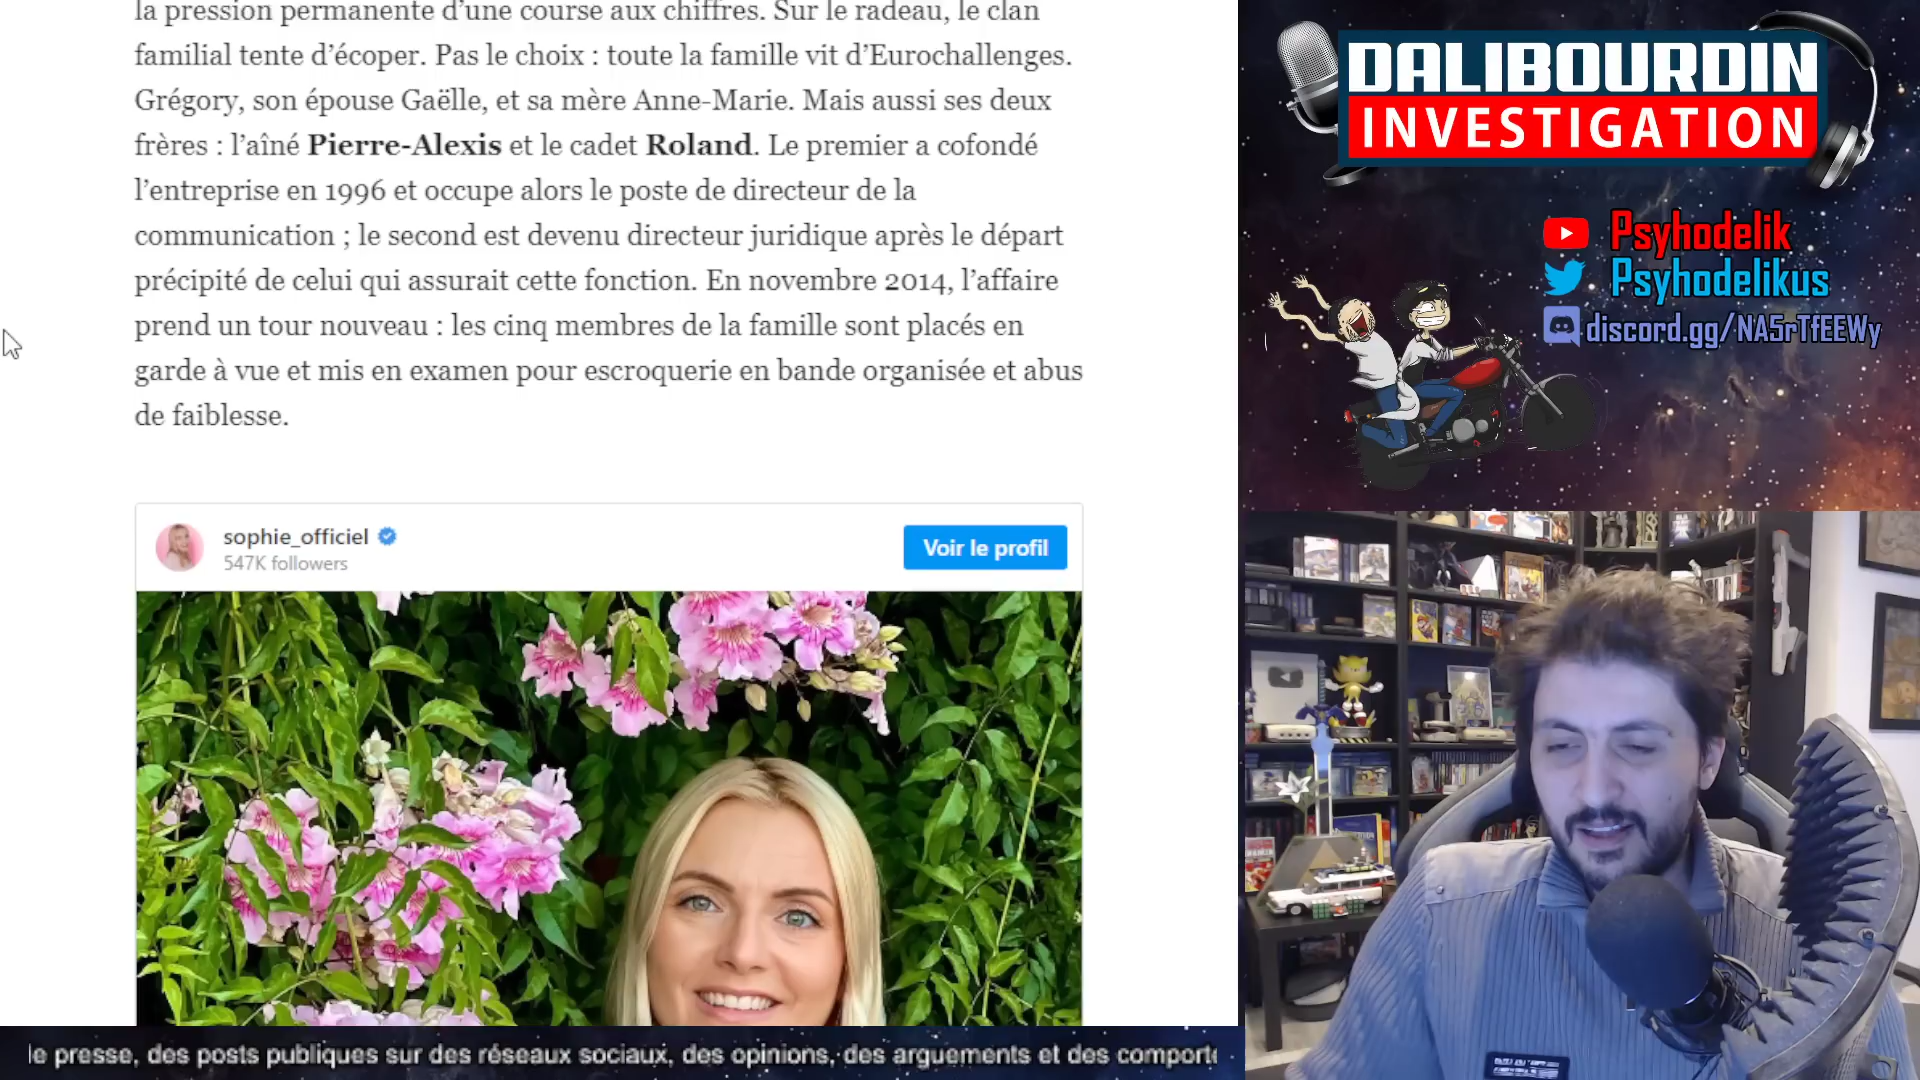 la pression permanente d’une course aux chiffres. Sur le radeau, le clan
familial tente d’écoper. Pas le choix : toute la famille vit d’Eurochallenges.
Grégory, son épouse Gaëlle, et sa mère Anne-Marie. Mais aussi ses deux
frères : l’aîné Pierre-Alexis et le cadet Roland. Le premier a cofondé
l’entreprise en 1996 et occupe alors le poste de directeur de la
communication ; le second est devenu directeur juridique après le départ
précipité de celui qui assurait cette fonction. En novembre 2014, l’affaire
prend un tour nouveau : les cinq membres de la famille sont placés en
garde à vue et mis en examen pour escroquerie en bande organisée et abus
de faiblesse.
sophie_officiel
547K followers
Voir le profil
le presse, des posts publiques sur des réseaux sociaux, des opinions, des arguements et des comport
DALIBOURDIN
INVESTIGATION
Psyhodelik
Psyhodelikus
discord.gg/NA5rTfEEWy